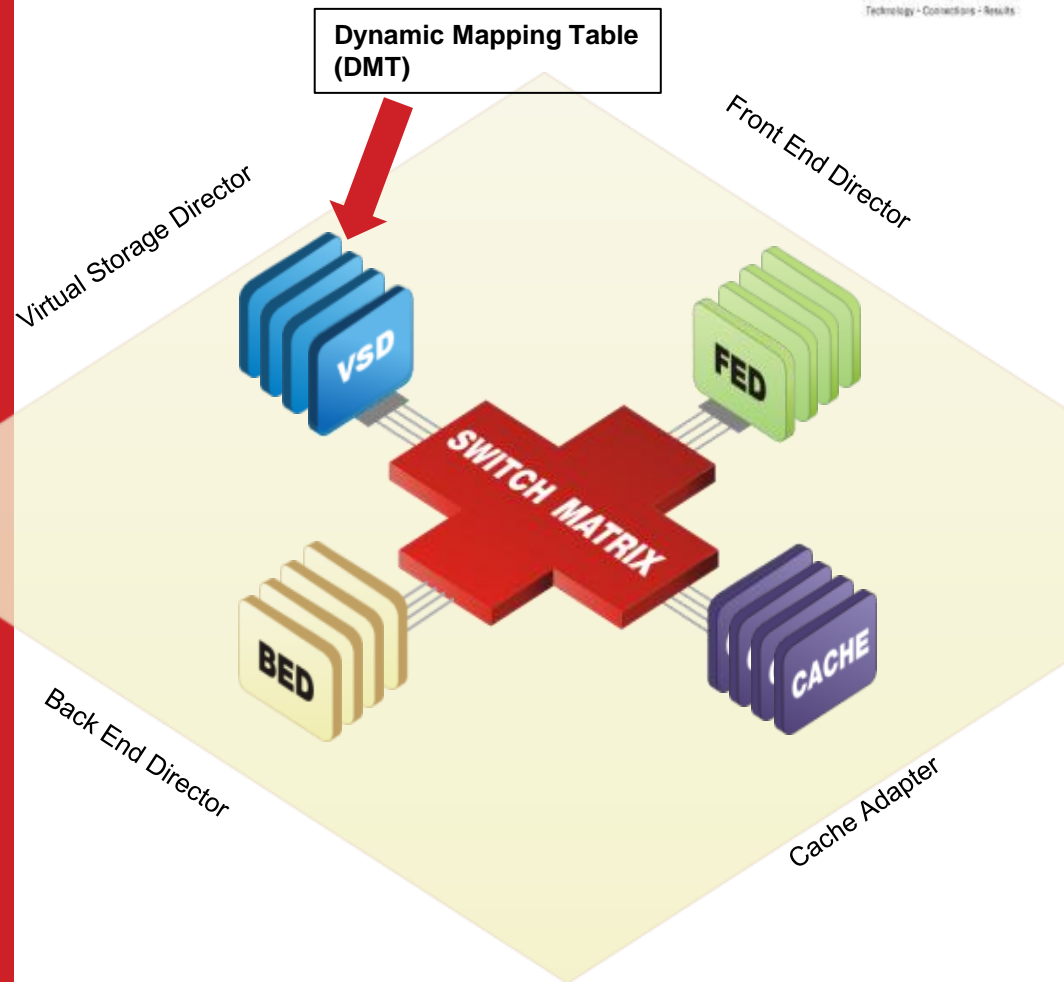 Technology - Connections - Results
Dynamic Mapping Table
(DMT)
Front End Director
Virtual Storage Director
VSD
FED
SWITCH MATRIX
BED
CACHE
Back End Director
Cache Adapter